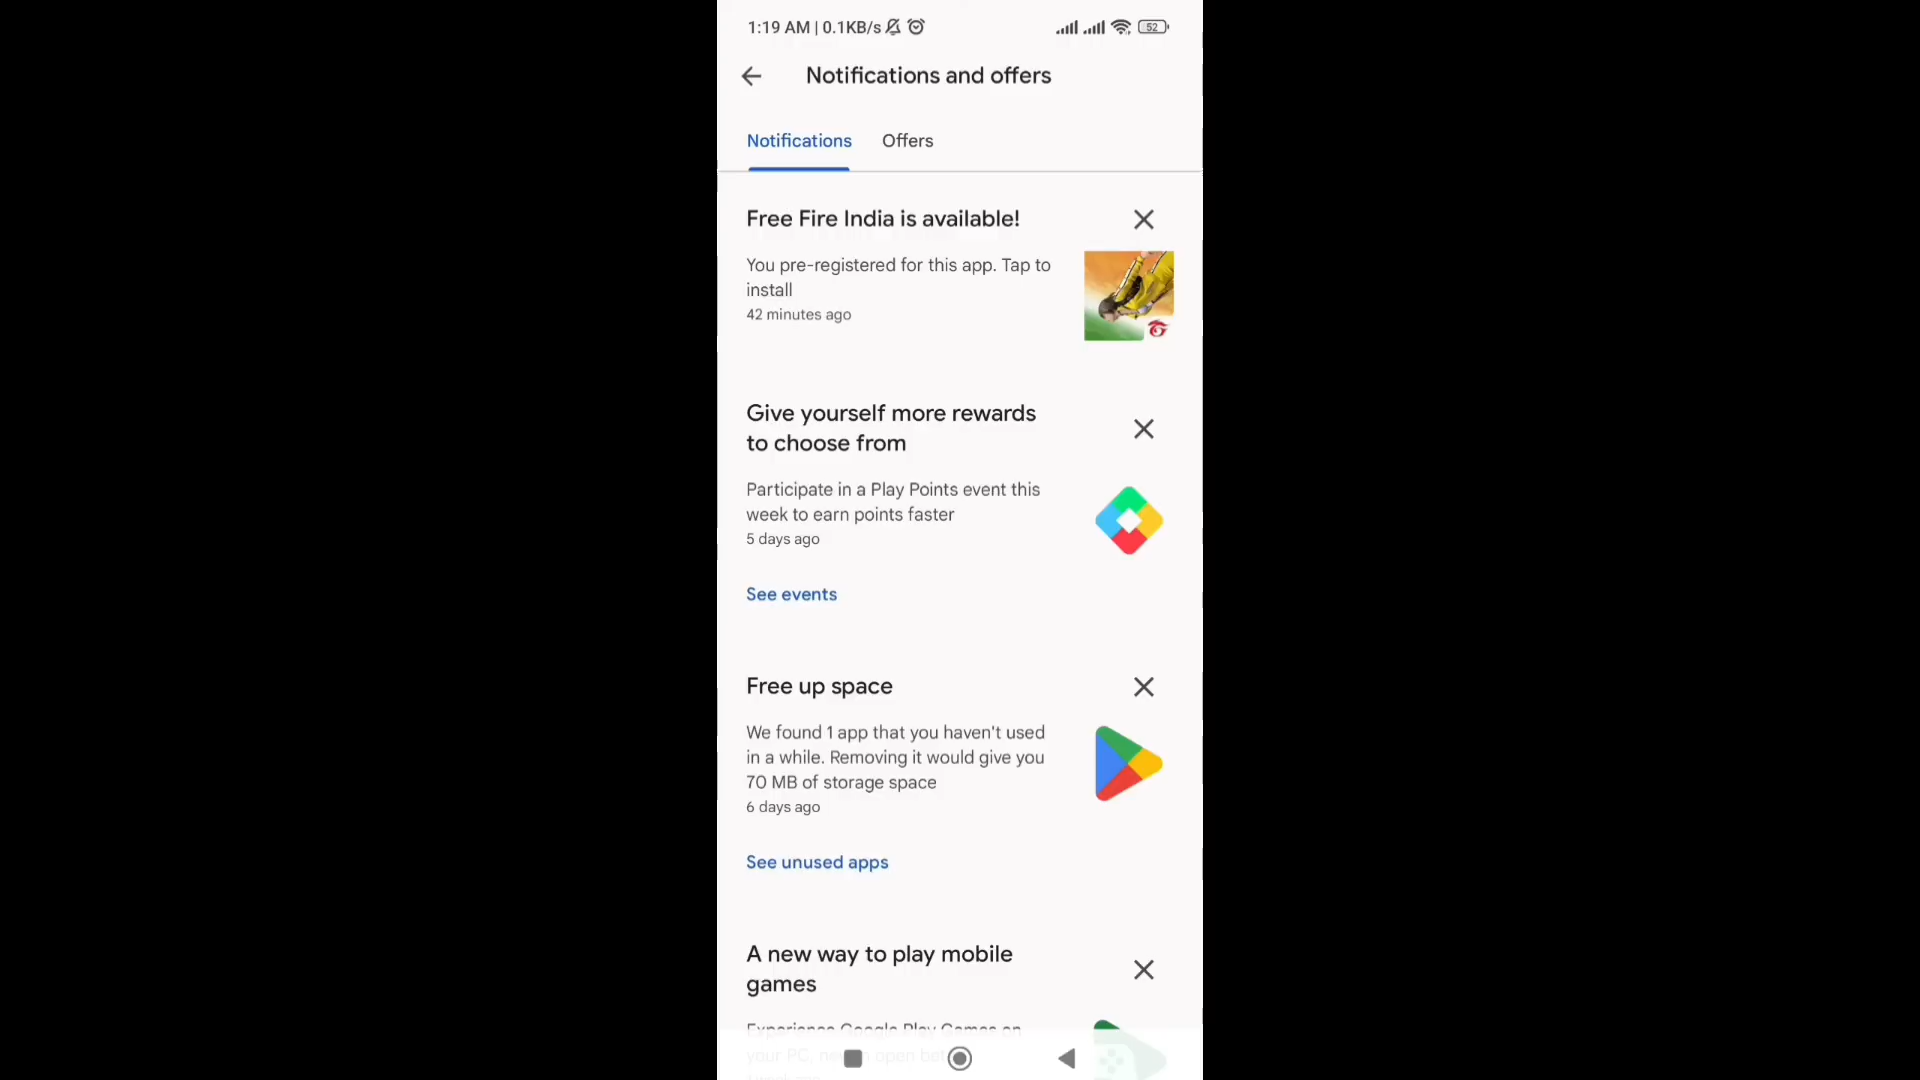 1:19 AM | 0.1KB/s
52
Notifications and offers
Notifications
Offers
Free Fire India is available!
You pre-registered for this app. Tap to
install
42 minutes ago
Give yourself more rewards
to choose from
Participate in a Play Points event this
week to earn points faster
5 days ago
See events
Free up space
We found 1 app that you haven't used
in a while. Removing it would give you
70 MB of storage space
6 days ago
See unused apps
A new way to play mobile
games
Experience Google Play Games on
your PC,